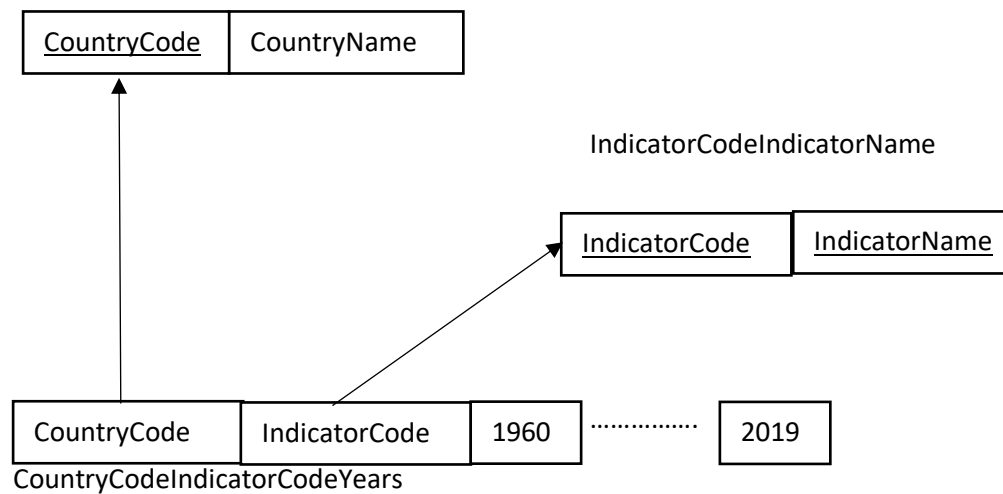 CountryCode CountryName
IndicatorCodeIndicatorName
IndicatorCode IndicatorName
CountryCode IndicatorCode 1960 ................. 2019
CountryCodeIndicatorCodeYears